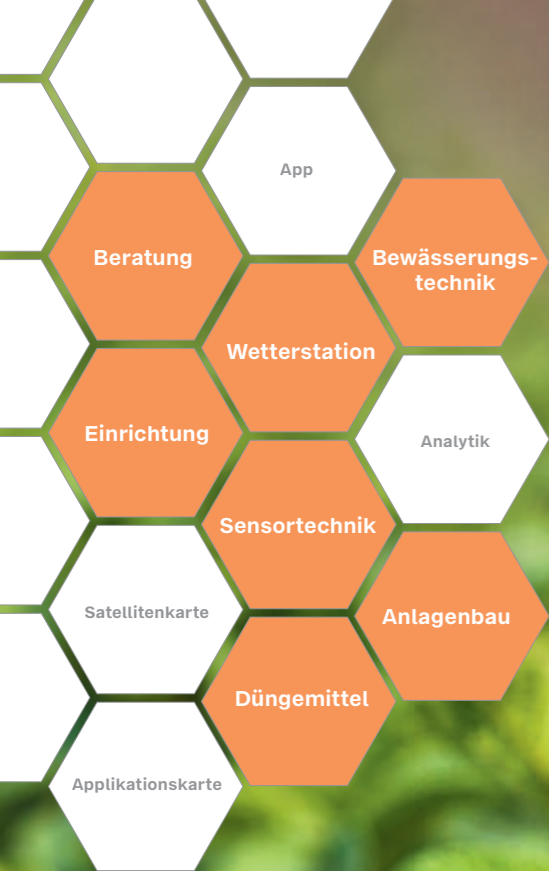 App
Beratung
Bewässerungs-
technik
Wetterstation
Einrichtung
Analytik
Sensortechnik
Satellitenkarte
Anlagenbau
Düngemittel
Applikationskarte